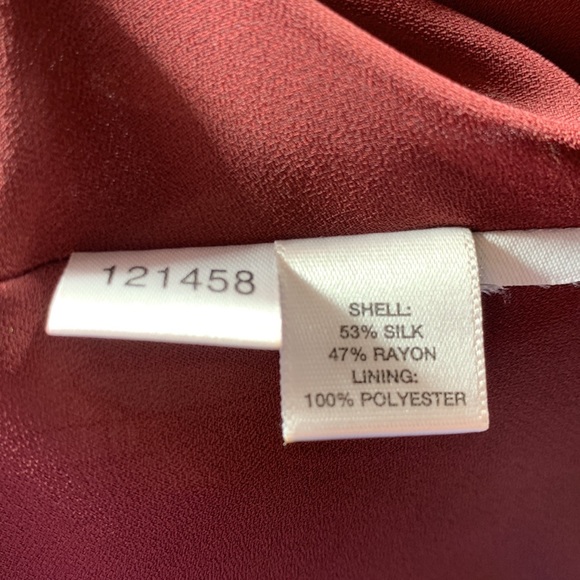 121458
SHELL:
53% SILK
47% RAYON
LINING:
100% POLYESTER